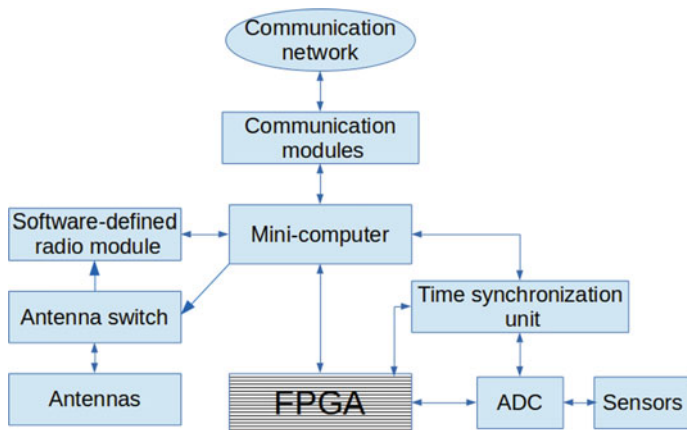 Communication
network
Communication
modules
Software-defined
radio module
Mini-computer
Antenna switch
Time synchronization
unit
Antennas
FPGA
ADC
Sensors